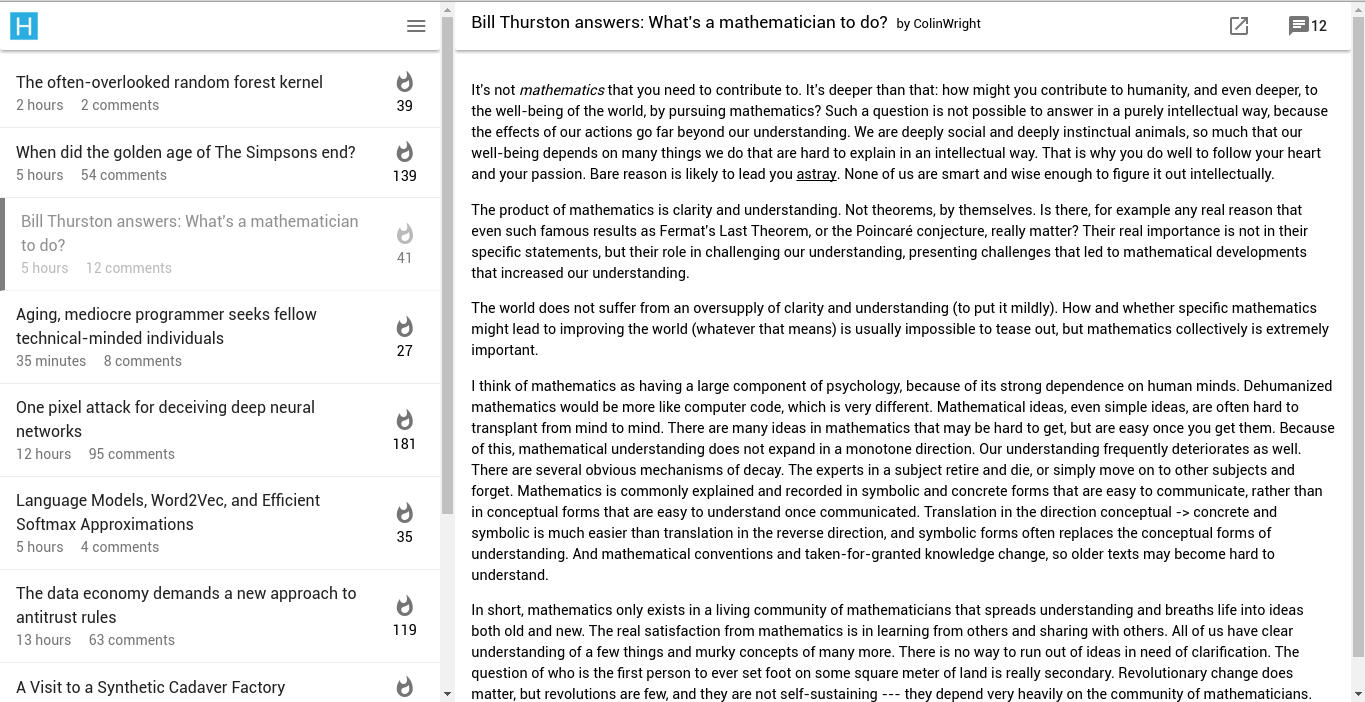 H
The often-overlooked random forest kernel
2 hours 2 comments
39
When did the golden age of The Simpsons end?
5 hours 54 comments
139
Bill Thurston answers: What's a mathematician
to do?
5 hours 12 comments
41
Aging, mediocre programmer seeks fellow
technical-minded individuals
35 minutes 8 comments
27
One pixel attack for deceiving deep neural
networks
12 hours 95 comments
181
Language Models, Word2Vec, and Efficient
Softmax Approximations
5 hours 4 comments
35
The data economy demands a new approach to
antitrust rules
13 hours 63 comments
119
A Visit to a Synthetic Cadaver Factory
Bill Thurston answers: What's a mathematician to do? by ColinWright
12
It's not mathematics that you need to contribute to. It's deeper than that: how might you contribute to humanity, and even deeper, to
the well-being of the world, by pursuing mathematics? Such a question is not possible to answer in a purely intellectual way, because
the effects of our actions go far beyond our understanding. We are deeply social and deeply instinctual animals, so much that our
well-being depends on many things we do that are hard to explain in an intellectual way. That is why you do well to follow your heart
and your passion. Bare reason is likely to lead you astray. None of us are smart and wise enough to figure it out intellectually.
The product of mathematics is clarity and understanding. Not theorems, by themselves. Is there, for example any real reason that
even such famous results as Fermat's Last Theorem, or the Poincaré conjecture, really matter? Their real importance is not in their
specific statements, but their role in challenging our understanding, presenting challenges that led to mathematical developments
that increased our understanding.
The world does not suffer from an oversupply of clarity and understanding (to put it mildly). How and whether specific mathematics
might lead to improving the world (whatever that means) is usually impossible to tease out, but mathematics collectively is extremely
important.
I think of mathematics as having a large component of psychology, because of its strong dependence on human minds. Dehumanized
mathematics would be more like computer code, which is very different. Mathematical ideas, even simple ideas, are often hard to
transplant from mind to mind. There are many ideas in mathematics that may be hard to get, but are easy once you get them. Because
of this, mathematical understanding does not expand in a monotone direction. Our understanding frequently deteriorates as well.
There are several obvious mechanisms of decay. The experts in a subject retire and die, or simply move on to other subjects and
forget. Mathematics is commonly explained and recorded in symbolic and concrete forms that are easy to communicate, rather than
in conceptual forms that are easy to understand once communicated. Translation in the direction conceptual -> concrete and
symbolic is much easier than translation in the reverse direction, and symbolic forms often replaces the conceptual forms of
understanding. And mathematical conventions and taken-for-granted knowledge change, so older texts may become hard to
understand.
In short, mathematics only exists in a living community of mathematicians that spreads understanding and breaths life into ideas
both old and new. The real satisfaction from mathematics is in learning from others and sharing with others. All of us have clear
understanding of a few things and murky concepts of many more. There is no way to run out of ideas in need of clarification. The
question of who is the first person to ever set foot on some square meter of land is really secondary. Revolutionary change does
matter, but revolutions are few, and they are not self-sustaining --- they depend very heavily on the community of mathematicians.